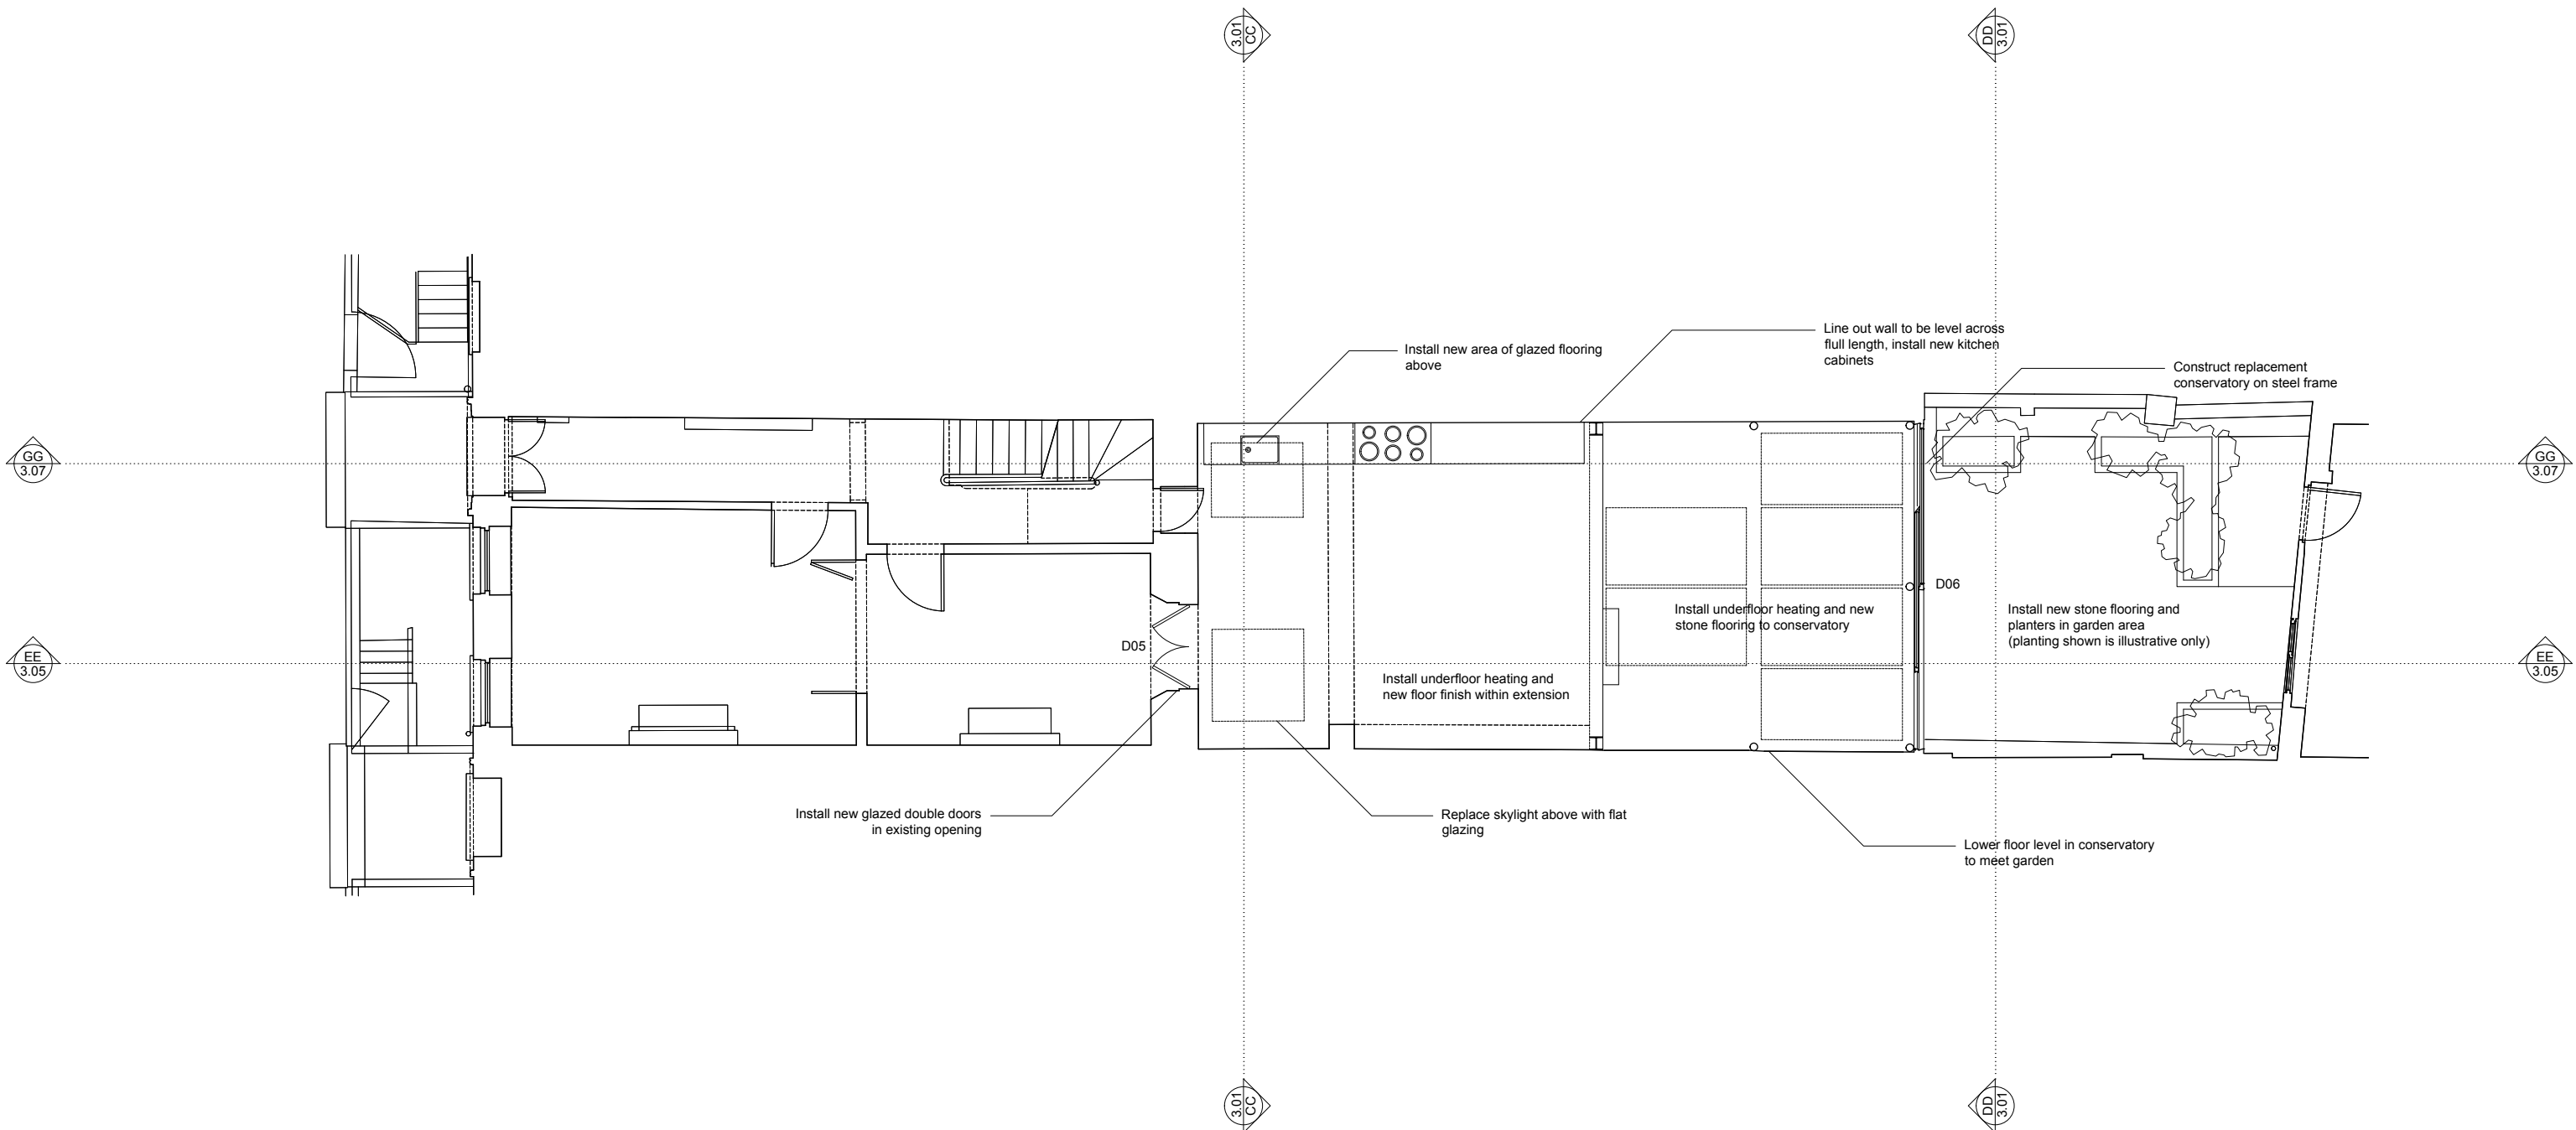 3.01
CC
DD
3.01
Line out wall to be level across
flull length, install new kitchen
cabinets
Install new area of glazed flooring
above
Construct replacement
conservatory on steel frame
GG
3.07
GG
3.07
D06
Install underfloor heating and new
stone flooring to conservatory
Install new stone flooring and
planters in garden area
(planting shown is illustrative only)
D05
EE
3.05
EE
3.05
Install underfloor heating and
new floor finish within extension
Install new glazed double doors
in existing opening
Replace skylight above with flat
glazing
Lower floor level in conservatory
to meet garden
3.01
CC
DD
3.01